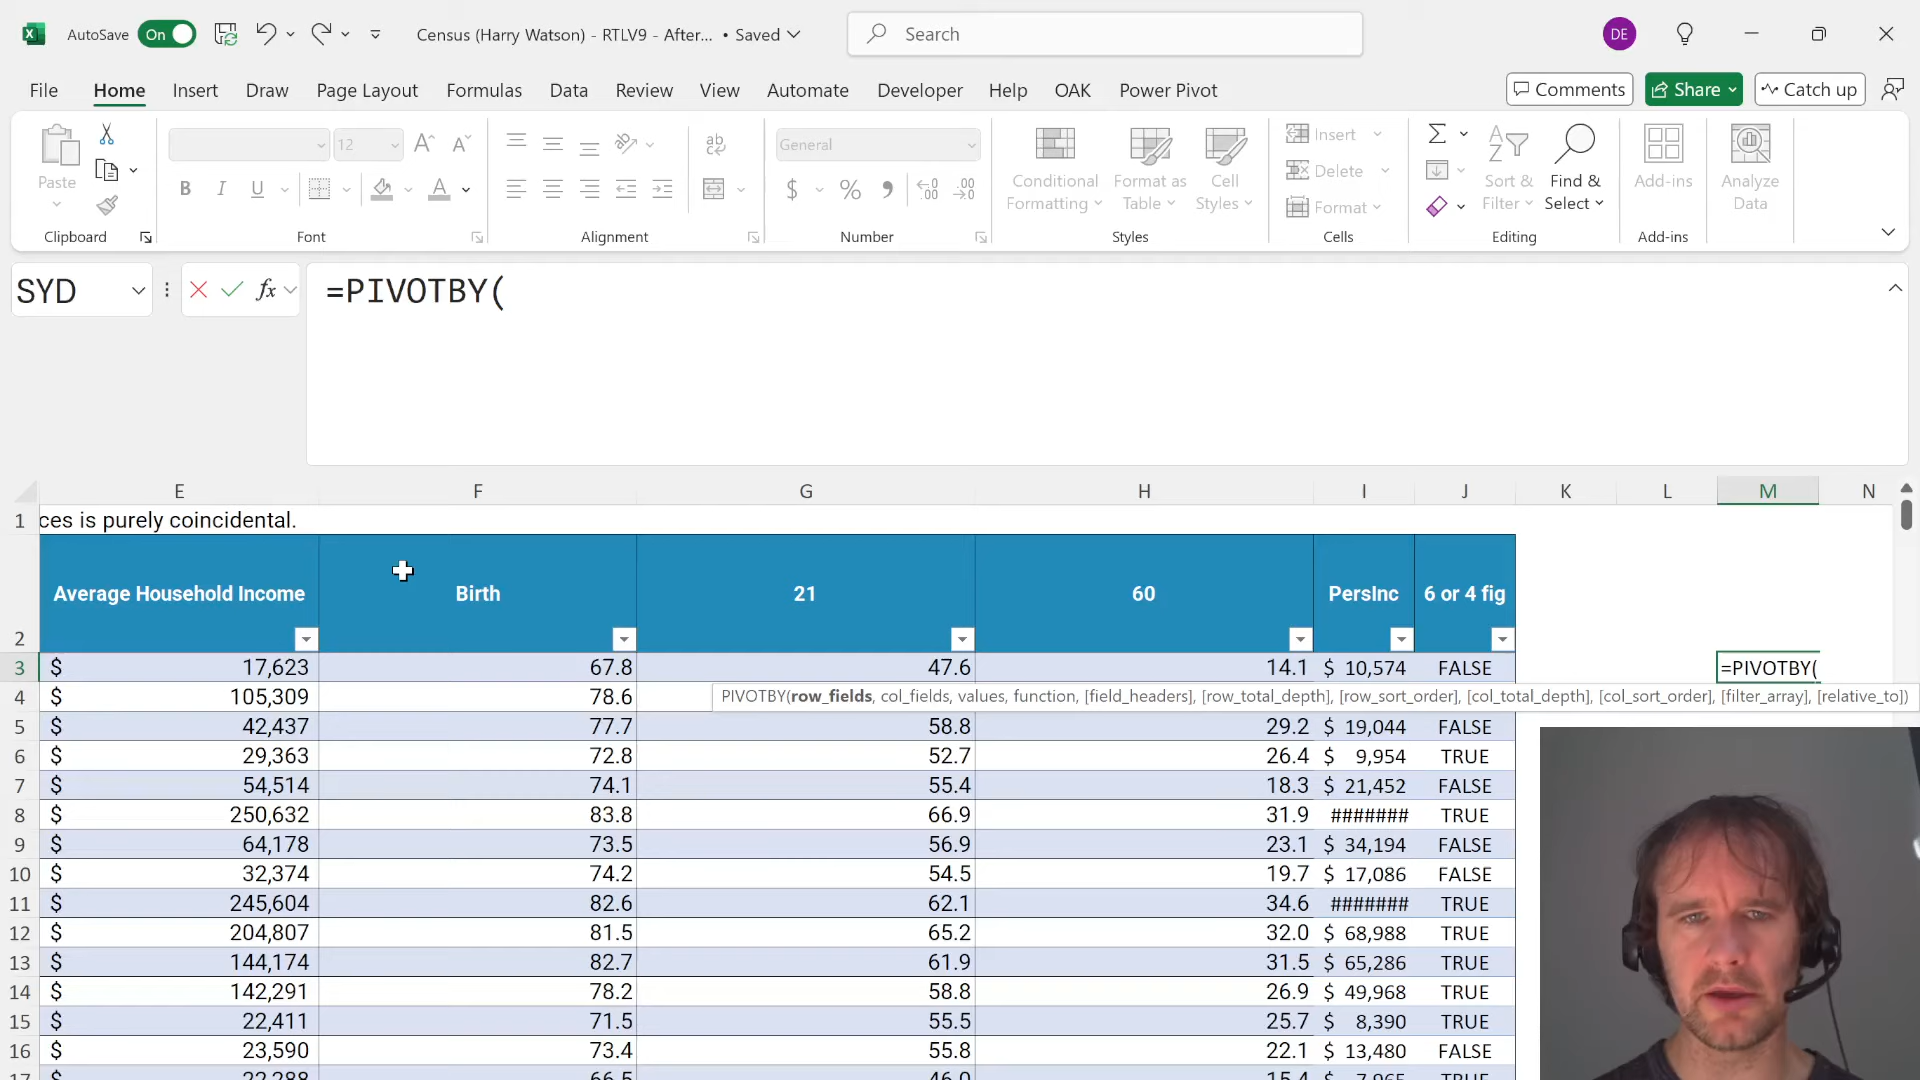 AutoSave On Census (Harry Watson) - RTLV9 - After... • Saved Search DE
File Home Insert Draw Page Layout Formulas Data Review View Automate Developer Help OAK Power Pivot Comments Share Catch up
Paste 12 General Conditional Formatting Format as Table Cell Styles Insert Delete Format Sort & Filter Find & Select Add-ins Analyze Data
Clipboard Font Alignment Number Styles Cells Editing Add-ins
SYD fx =PIVOTBY(
E F G H I J K L M N
1 ces is purely coincidental.
2 Average Household Income Birth 21 60 PersInc 6 or 4 fig
3 $ 17,623 67.8 47.6 14.1 $ 10,574 FALSE =PIVOTBY(
4 $ 105,309 78.6 PIVOTBY(row_fields, col_fields, values, function, [field_headers], [row_total_depth], [row_sort_order], [col_total_depth], [col_sort_order], [filter_array], [relative_to])
5 $ 42,437 77.7 58.8 29.2 $ 19,044 FALSE
6 $ 29,363 72.8 52.7 26.4 $ 9,954 TRUE
7 $ 54,514 74.1 55.4 18.3 $ 21,452 FALSE
8 $ 250,632 83.8 66.9 31.9 ####### TRUE
9 $ 64,178 73.5 56.9 23.1 $ 34,194 FALSE
10 $ 32,374 74.2 54.5 19.7 $ 17,086 FALSE
11 $ 245,604 82.6 62.1 34.6 ####### TRUE
12 $ 204,807 81.5 65.2 32.0 $ 68,988 TRUE
13 $ 144,174 82.7 61.9 31.5 $ 65,286 TRUE
14 $ 142,291 78.2 58.8 26.9 $ 49,968 TRUE
15 $ 22,411 71.5 55.5 25.7 $ 8,390 TRUE
16 $ 23,590 73.4 55.8 22.1 $ 13,480 FALSE
17 22,288 66.5 46.0 15.4